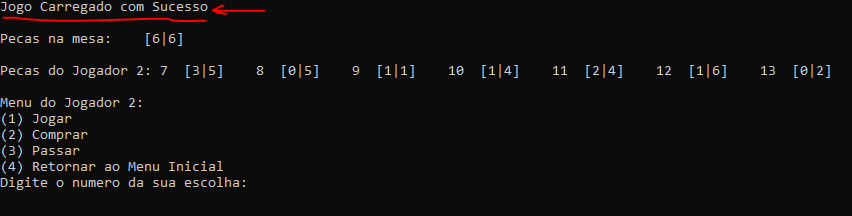 Jogo Carregado com Sucesso
Pecas na mesa: [6|6]
Pecas do Jogador 2: 7 [3|5] 8 [0|5] 9 [1|1] 10 [1|4] 11 [2|4] 12 [1|6] 13 [0|2]
Menu do Jogador 2:
(1) Jogar
(2) Comprar
(3) Passar
(4) Retornar ao Menu Inicial
Digite o numero da sua escolha: